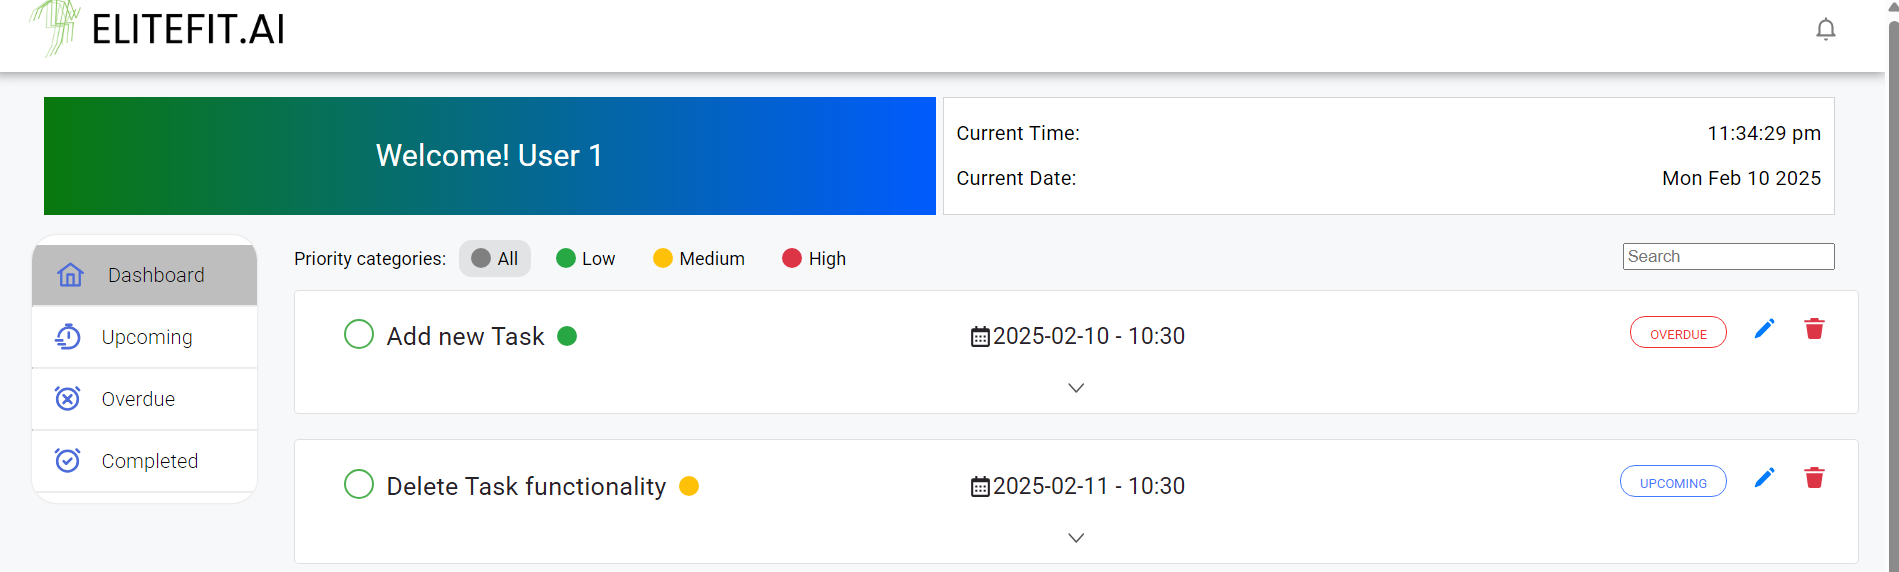 ELITEFIT.AI
Welcome! User 1
Current Time: 11:34:29 pm
Current Date: Mon Feb 10 2025
Dashboard
Upcoming
Overdue
Completed
Priority categories: All Low Medium High Search
Add new Task 2025-02-10 - 10:30 OVERDUE
Delete Task functionality 2025-02-11 - 10:30 UPCOMING